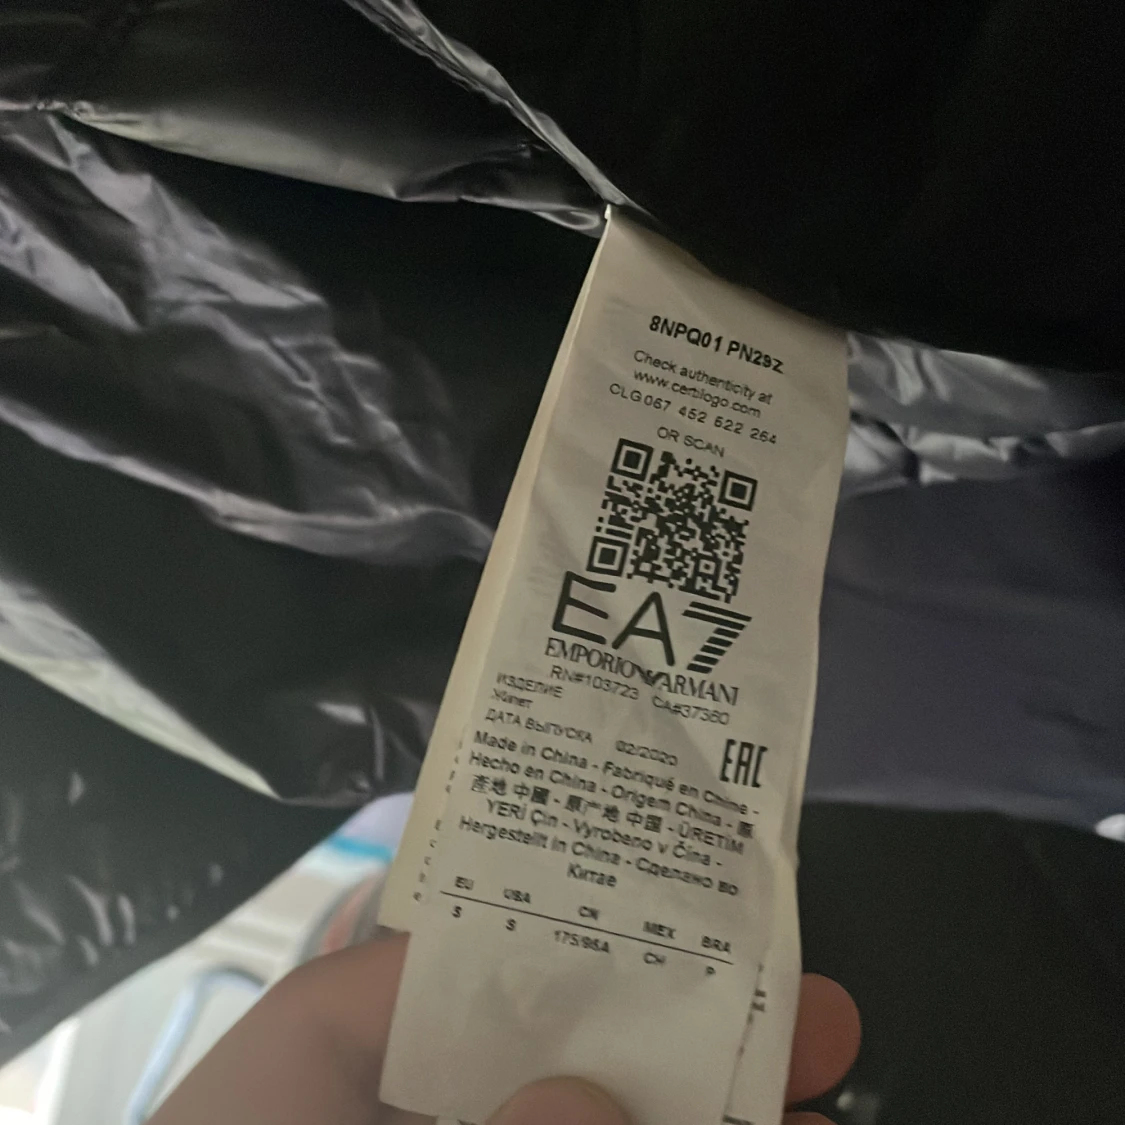 8NPQ01 PN29Z
Check authenticity at
www.certilogo.com
CLG 067 452 622 264
OR SCAN
EA7
EMPORIO ARMANI
RN#103723 CA#37360
ИЗДЕЛИЕ
Жилет
ДАТА ВЫПУСКА 02/2020
EAC
Made in China - Fabriqué en Chine -
Hecho en China - Origem China - 原
産地 中國 - 原产地 中国 - ÜRETİM
YERİ Çin - Vyrobeno v Čína -
Hergestellt in China - Сделано во
Китае
EU USA CN MEX BRA
S S 175/96A CH P